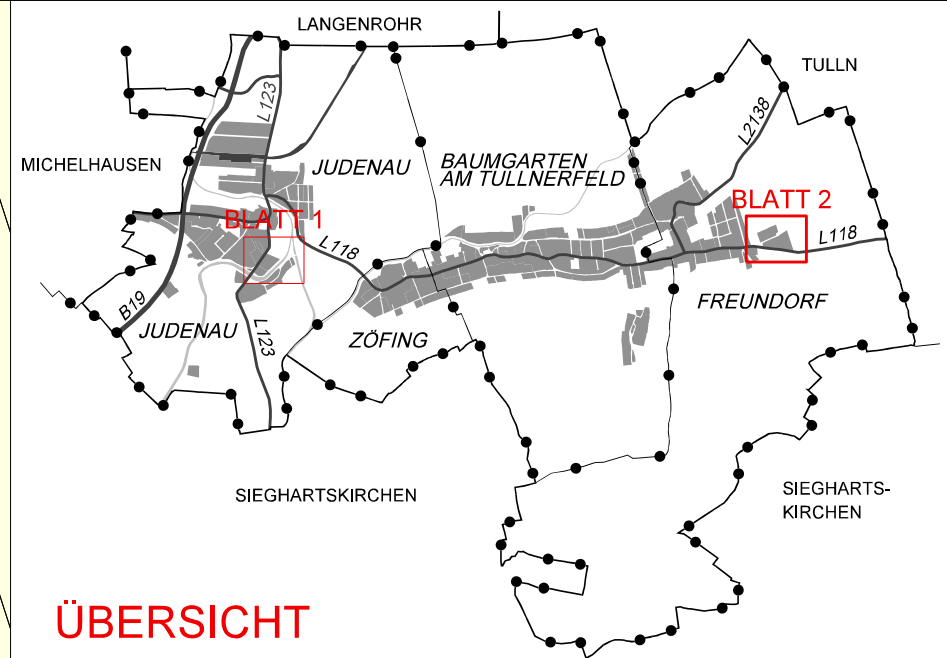 LANGENROHR
TULLN
L123
L2138
MICHELHAUSEN
JUDENAU
BAUMGARTEN
AM TULLNERFELD
BLATT 1
BLATT 2
L118
L118
B19
JUDENAU
L123
ZÖFING
FREUNDORF
SIEGHARTSKIRCHEN
SIEGHARTS-
KIRCHEN
ÜBERSICHT